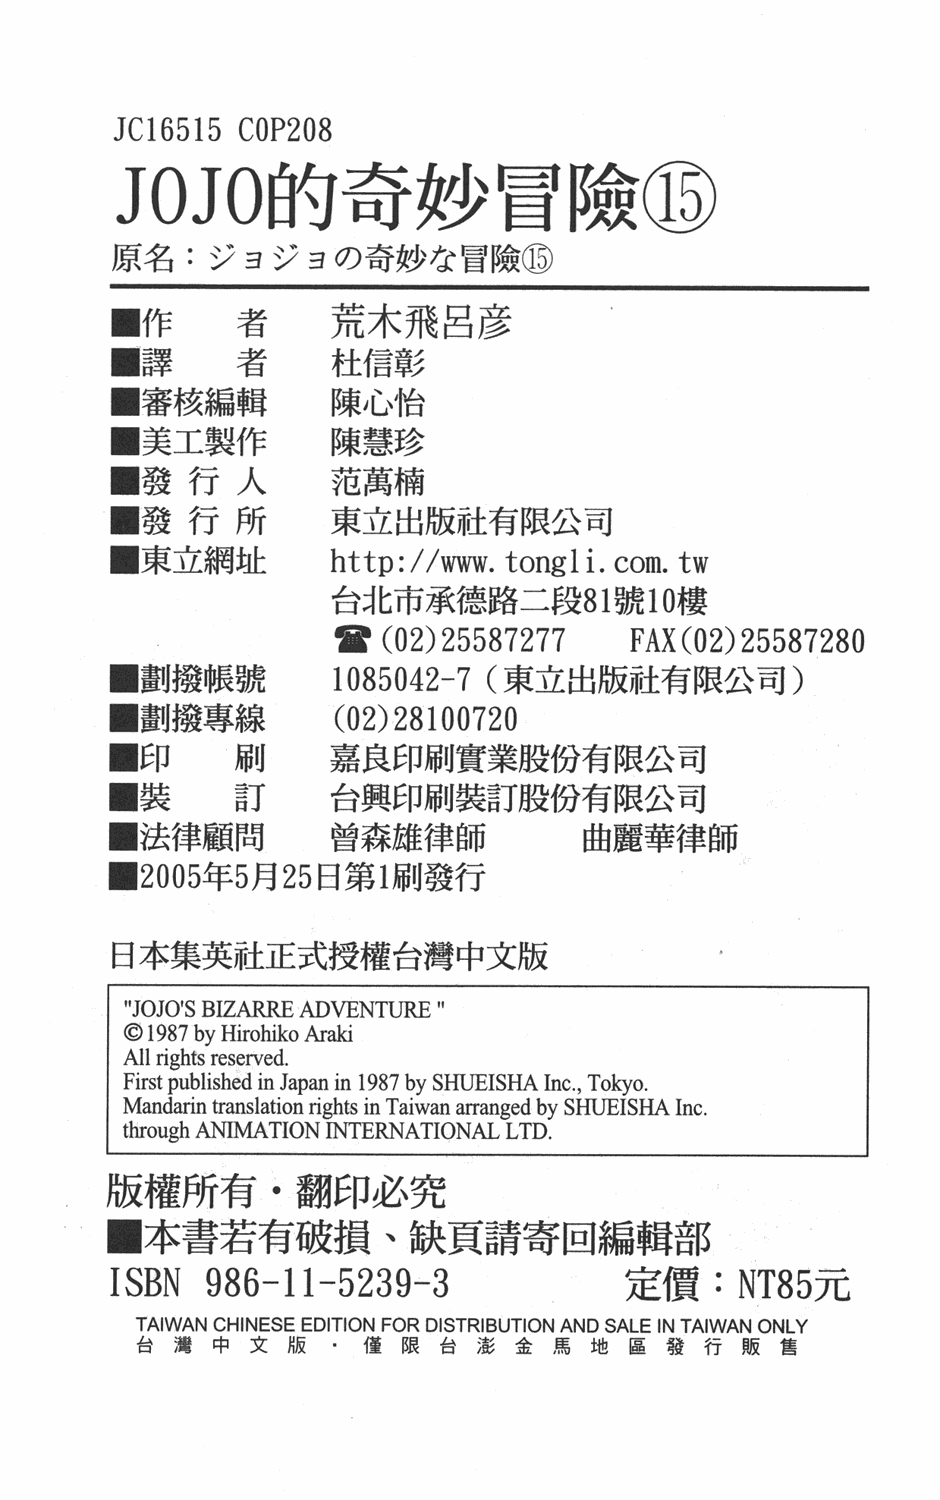 JC16515 C0P208
JOJO的奇妙冒險⑮
原名：ジョジョの奇妙な冒險⑮
■作　　者　荒木飛呂彦
■譯　　者　杜信彰
■審核編輯　陳心怡
■美工製作　陳慧珍
■發 行 人　范萬楠
■發 行 所　東立出版社有限公司
■東立網址　http://www.tongli.com.tw
台北市承德路二段81號10樓
☎(02)25587277　FAX(02)25587280
■劃撥帳號　1085042-7（東立出版社有限公司）
■劃撥專線　(02)28100720
■印　　刷　嘉良印刷實業股份有限公司
■裝　　訂　台興印刷裝訂股份有限公司
■法律顧問　曾森雄律師　　曲麗華律師
■2005年5月25日第1刷發行
日本集英社正式授權台灣中文版
"JOJO'S BIZARRE ADVENTURE "
©1987 by Hirohiko Araki
All rights reserved.
First published in Japan in 1987 by SHUEISHA Inc., Tokyo.
Mandarin translation rights in Taiwan arranged by SHUEISHA Inc.
through ANIMATION INTERNATIONAL LTD.
版權所有・翻印必究
■本書若有破損、缺頁請寄回編輯部
ISBN 986-11-5239-3　定價：NT85元
TAIWAN CHINESE EDITION FOR DISTRIBUTION AND SALE IN TAIWAN ONLY
台灣中文版・僅限台澎金馬地區發行販售